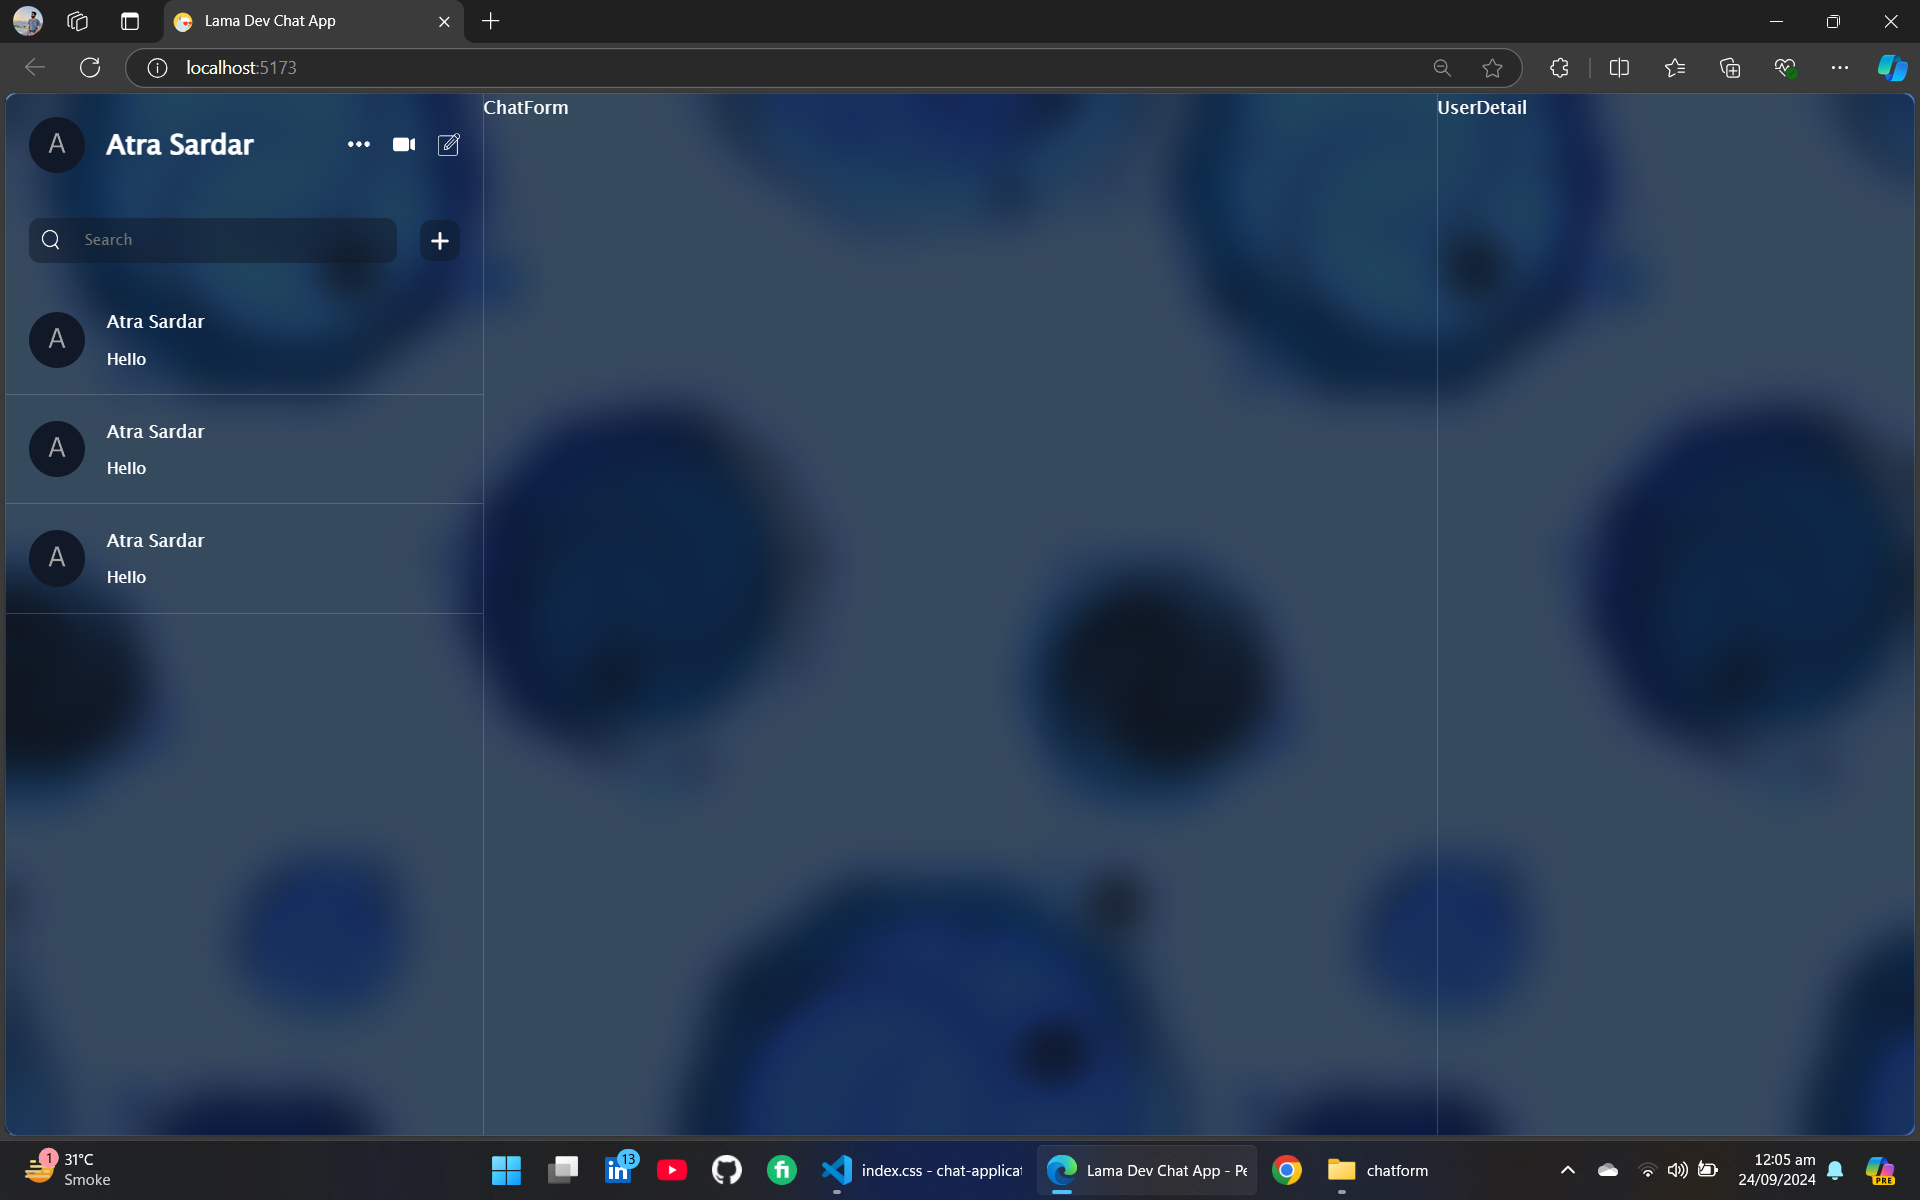 Lama Dev Chat App
localhost:5173
A
Atra Sardar
Search
A
Atra Sardar
Hello
A
Atra Sardar
Hello
A
Atra Sardar
Hello
ChatForm
UserDetail
1
31°C
Smoke
13
index.css - chat-applicat
Lama Dev Chat App - Pe
chatform
12:05 am
24/09/2024
PRE